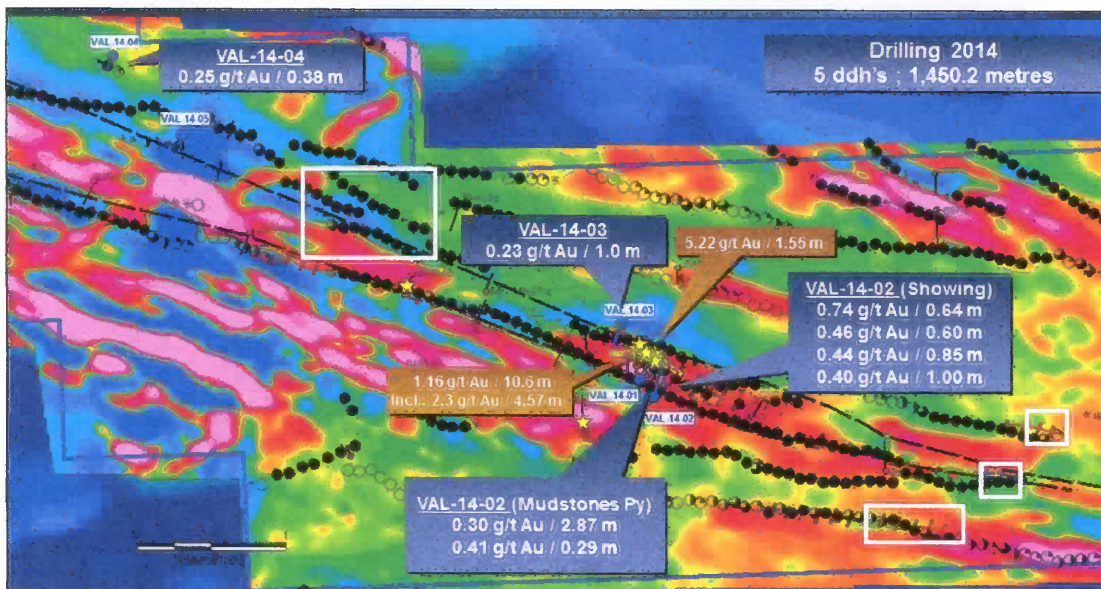 VAL 14 04
VAL-14-04
0.25 g/t Au / 0.38 m
Drilling 2014
5 ddh's ; 1,450.2 metres
VAL 14 05
VAL-14-03
0.23 g/t Au / 1.0 m
5.22 g/t Au / 1.55 m
VAL-14-02 (Showing)
0.74 g/t Au / 0.64 m
0.46 g/t Au / 0.60 m
0.44 g/t Au / 0.85 m
0.40 g/t Au / 1.00 m
VAL 14 03
1.16 g/t Au / 10.6 m
Incl.: 2.3 g/t Au / 4.57 m
VAL 14 01
VAL 14 02
VAL-14-02 (Mudstones Py)
0.30 g/t Au / 2.87 m
0.41 g/t Au / 0.29 m